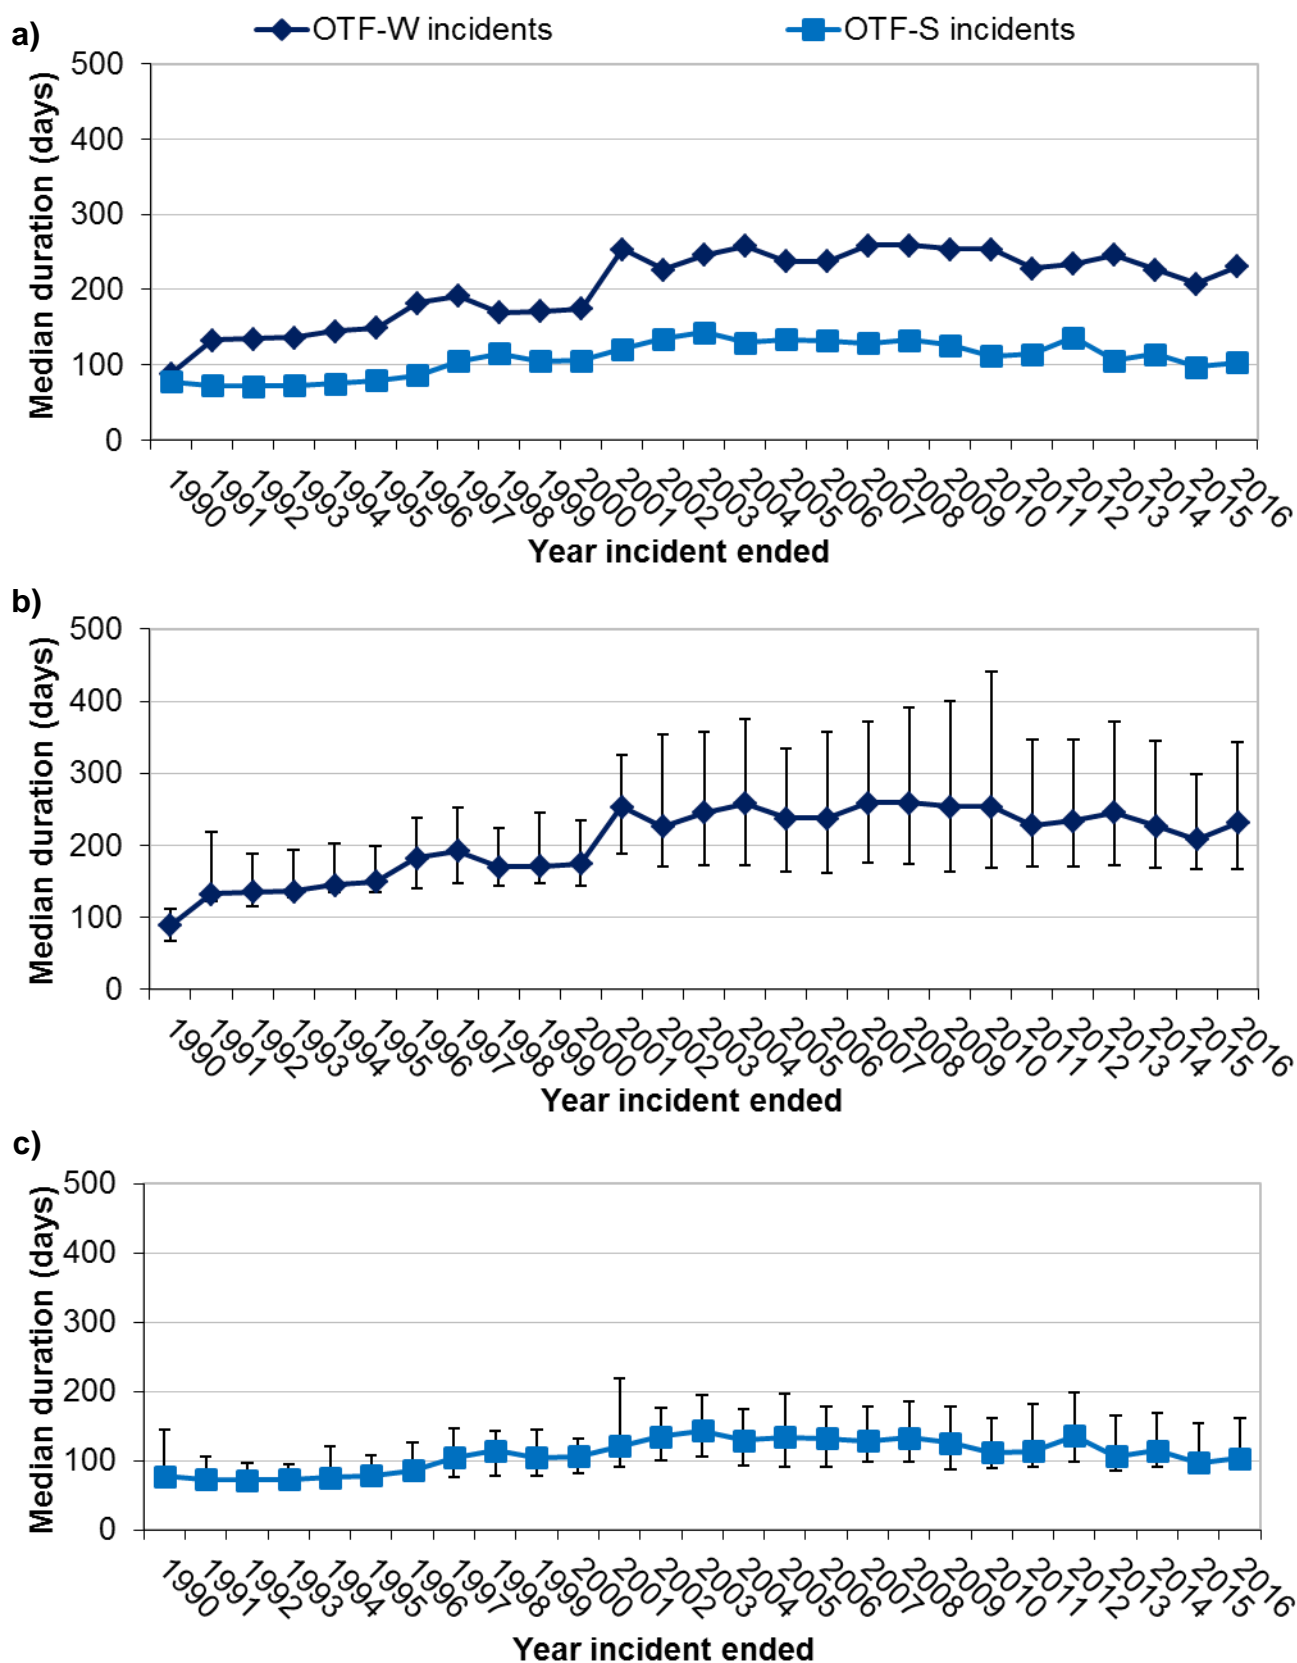 a)
OTF-W incidents OTF-S incidents
Median duration (days)
500
400
300
200
100
0
1990 1991 1992 1993 1994 1995 1996 1997 1998 1999 2000 2001 2002 2003 2004 2005 2006 2007 2008 2009 2010 2011 2012 2013 2014 2015 2016
Year incident ended
b)
Median duration (days)
500
400
300
200
100
0
1990 1991 1992 1993 1994 1995 1996 1997 1998 1999 2000 2001 2002 2003 2004 2005 2006 2007 2008 2009 2010 2011 2012 2013 2014 2015 2016
Year incident ended
c)
Median duration (days)
500
400
300
200
100
0
1990 1991 1992 1993 1994 1995 1996 1997 1998 1999 2000 2001 2002 2003 2004 2005 2006 2007 2008 2009 2010 2011 2012 2013 2014 2015 2016
Year incident ended